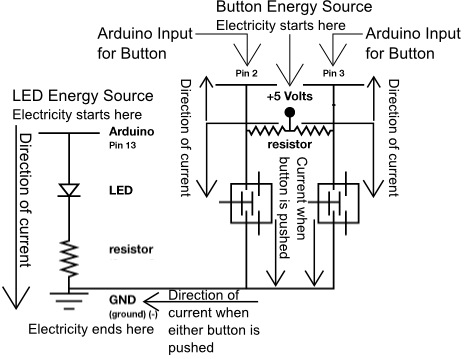 Button Energy Source
Electricity starts here
Arduino Input
for Button
Arduino Input
for Button
Pin 2
Pin 3
+5 Volts
resistor
Direction of current
Direction of current
Current when
button is pushed
LED Energy Source
Electricity starts here
Arduino
Pin 13
Direction of current
LED
resistor
GND
(ground) (-)
Electricity ends here
Direction of
current when
either button is
pushed